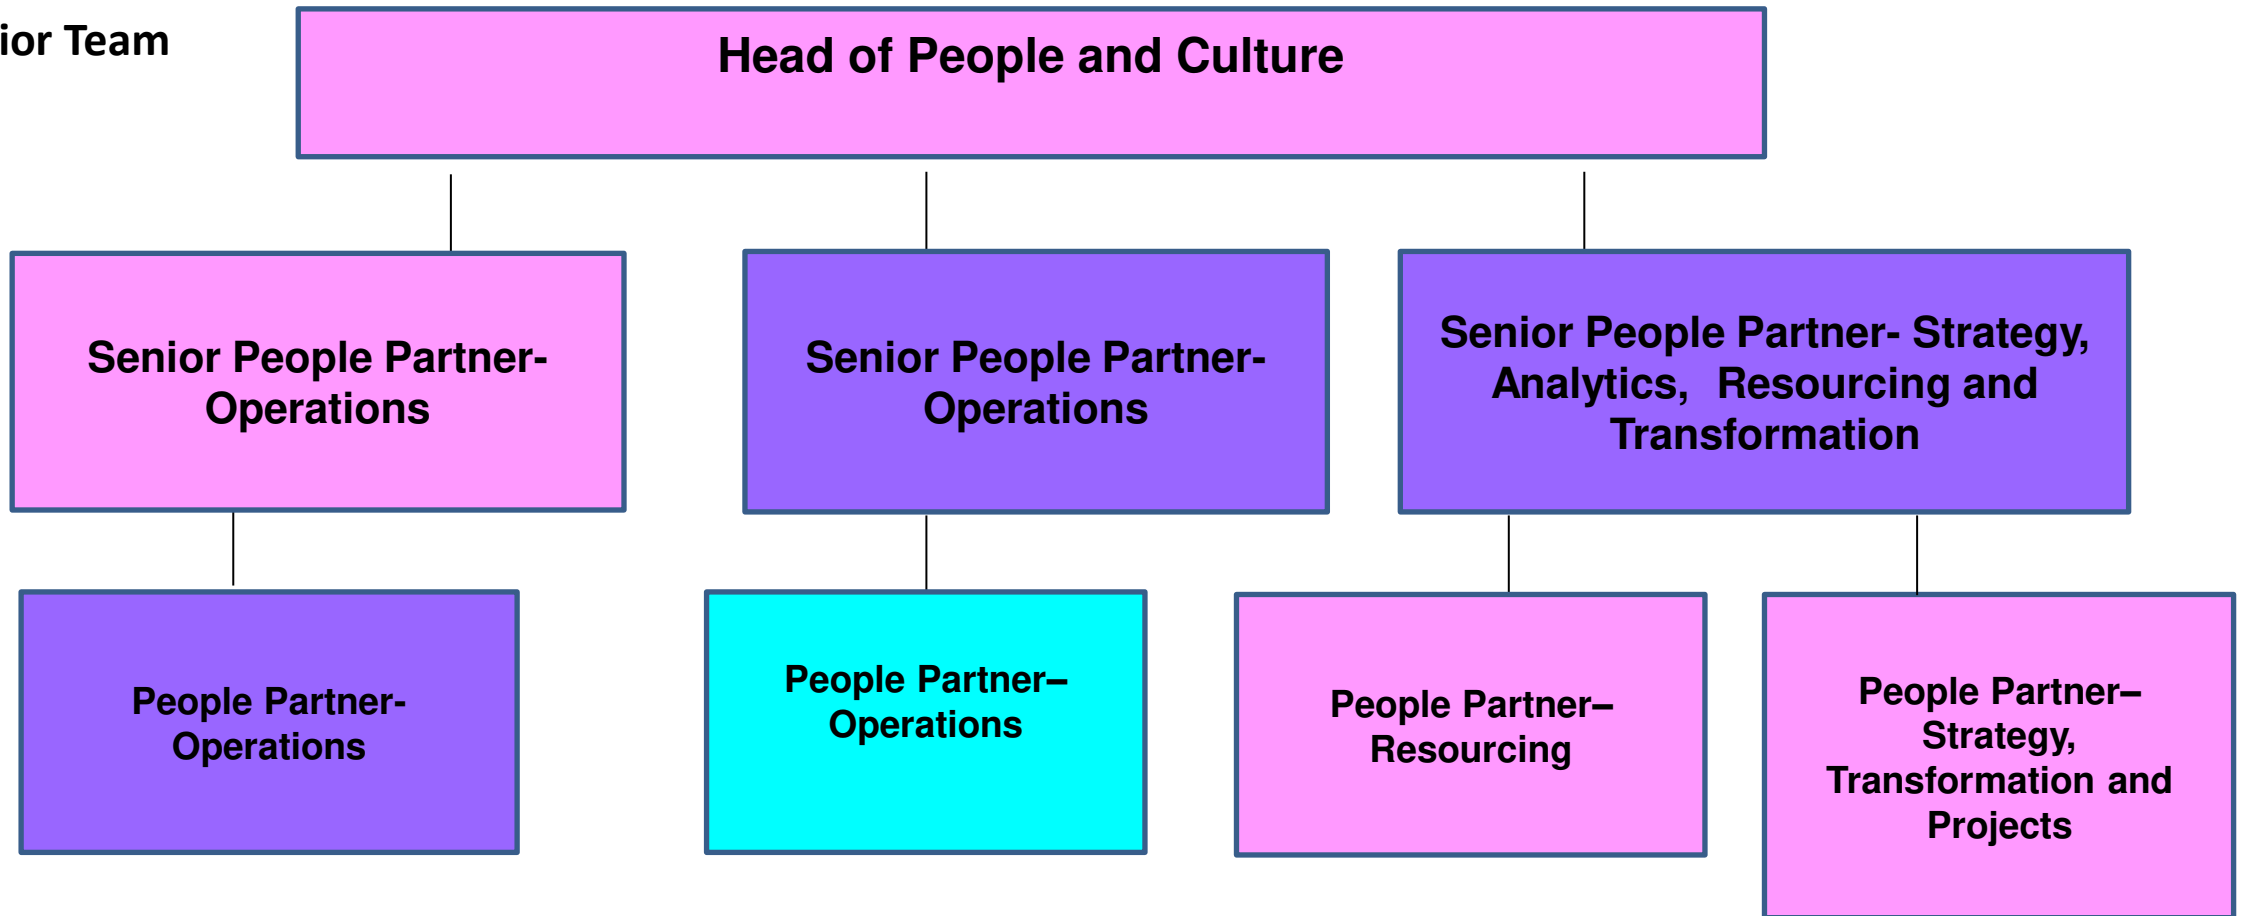 ior Team
Head of People and Culture
Senior People Partner-
Operations
Senior People Partner-
Operations
Senior People Partner- Strategy,
Analytics,  Resourcing and
Transformation
People Partner-
Operations
People Partner–
Operations
People Partner–
Resourcing
People Partner–
Strategy,
Transformation and
Projects